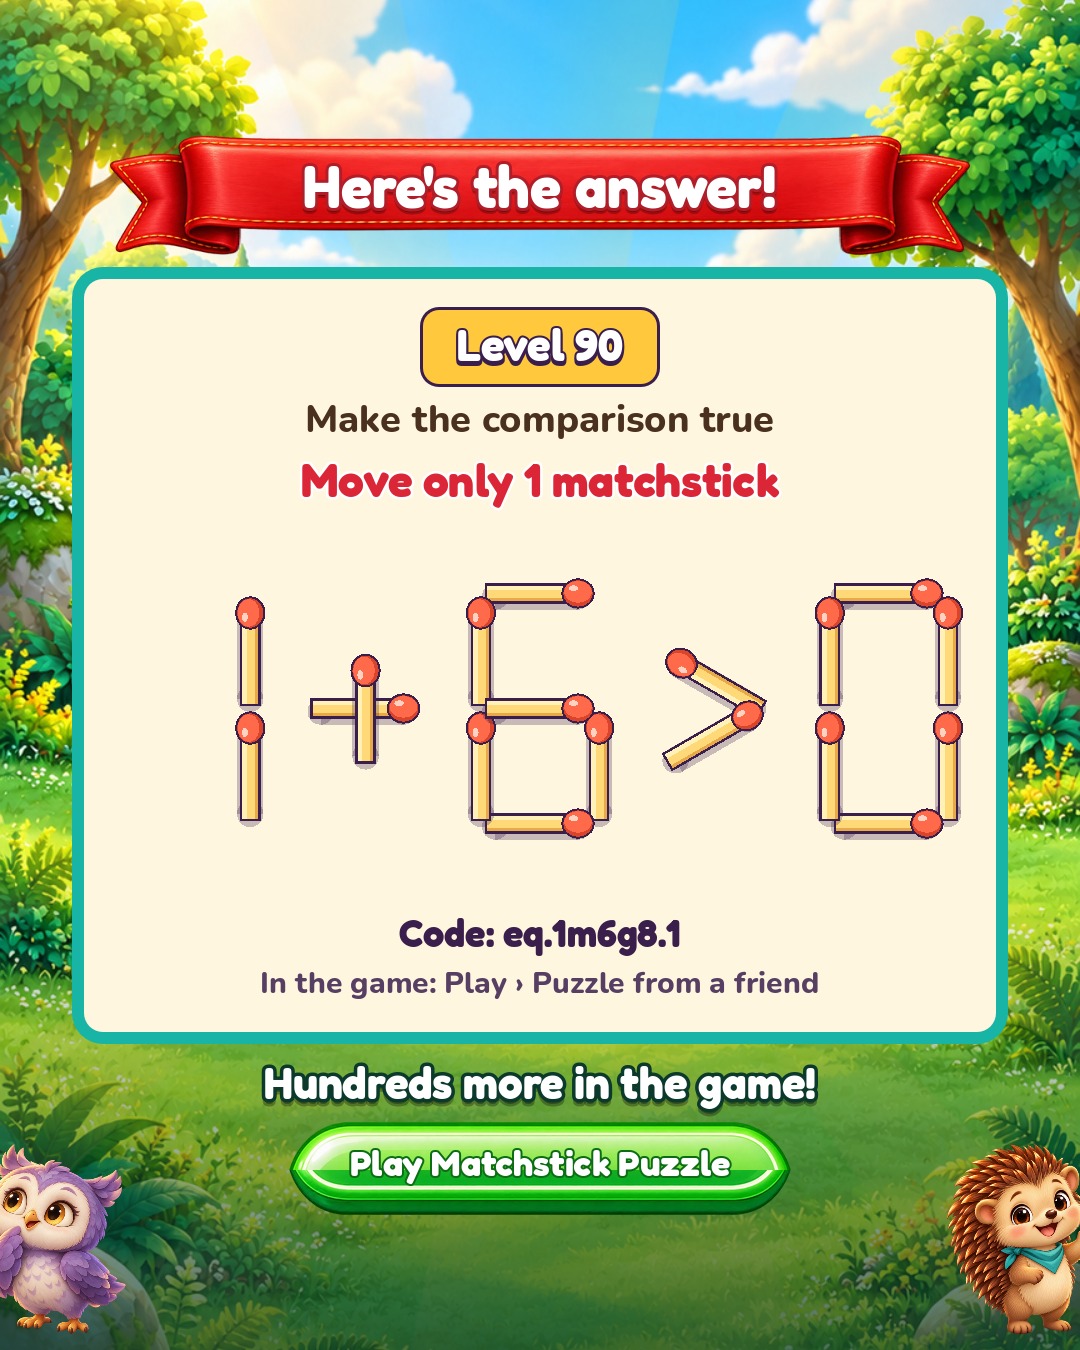 Here's the answer!
Level 90
Make the comparison true
Move only 1 matchstick
1+6>0
Code: eq.1m6g8.1
In the game: Play › Puzzle from a friend
Hundreds more in the game!
Play Matchstick Puzzle